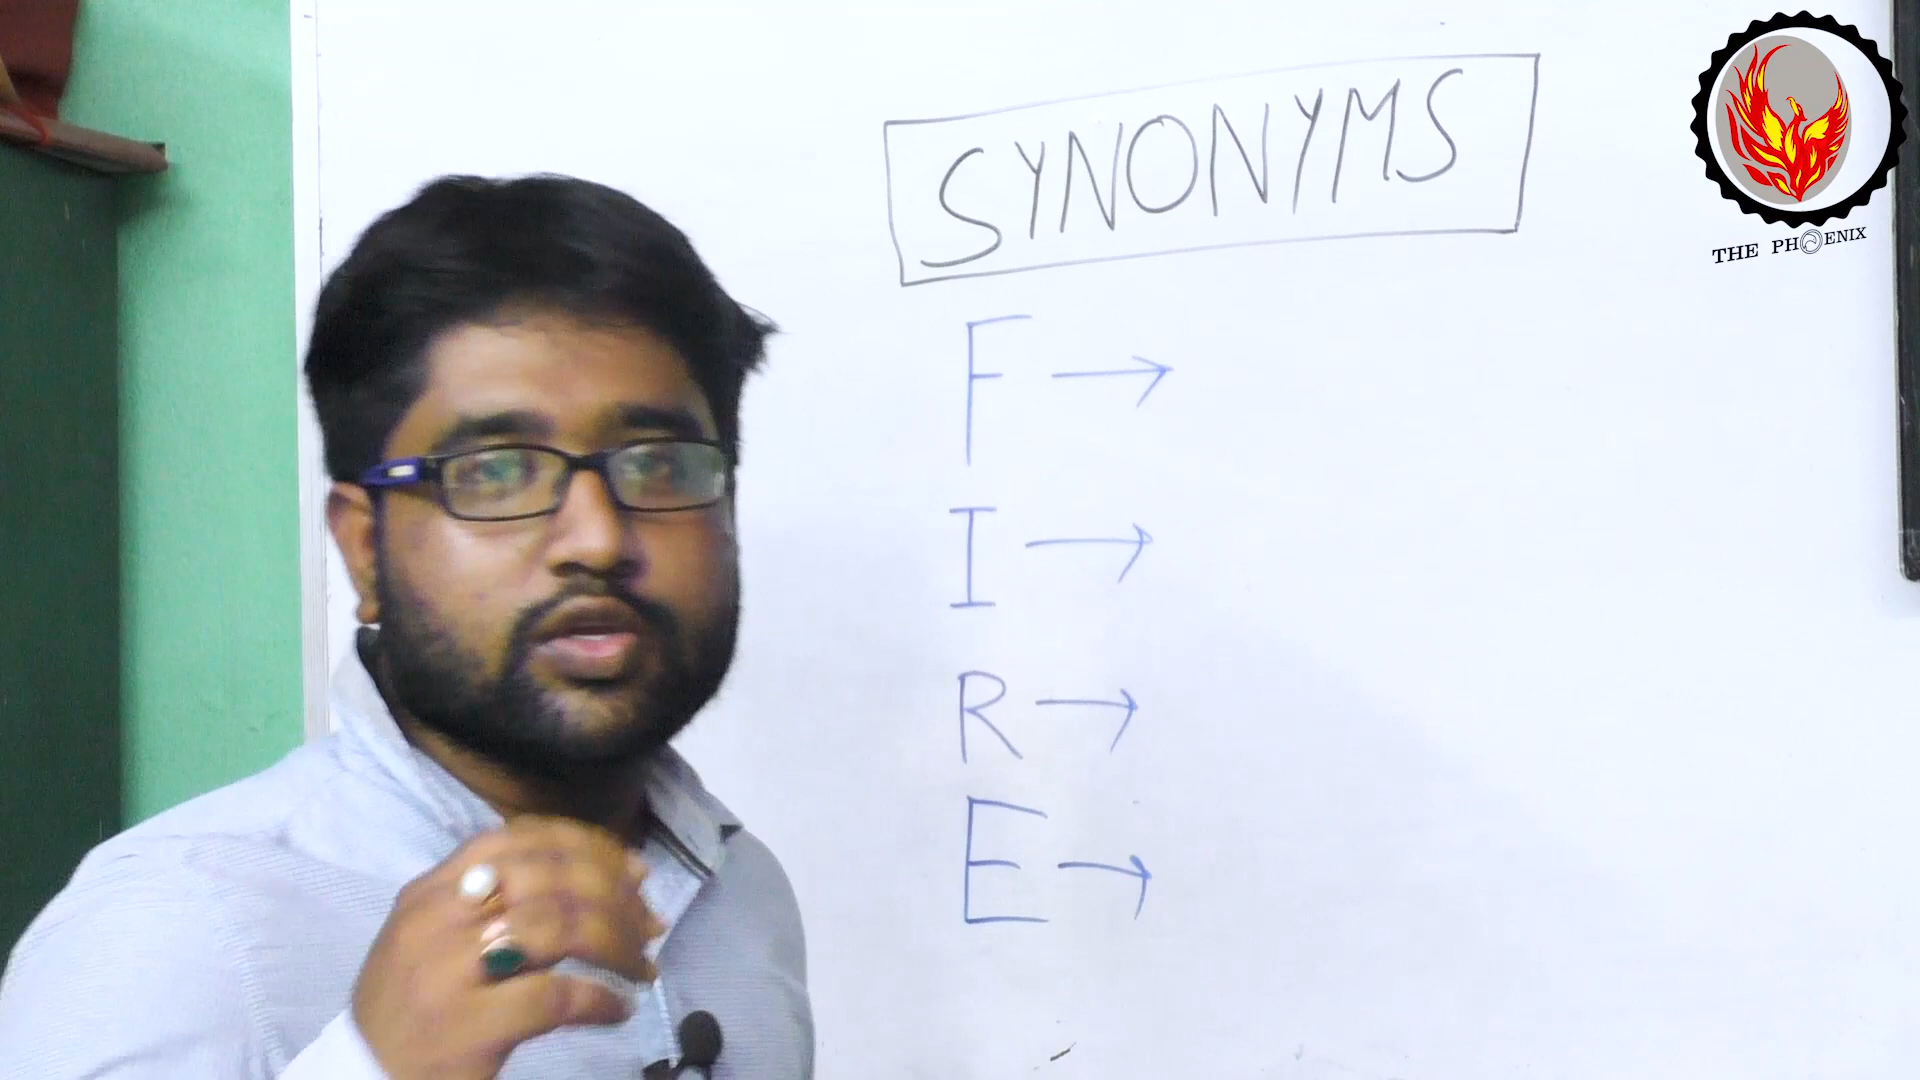 SYNONYMS
THE PHOENIX
F →
I →
R →
E →